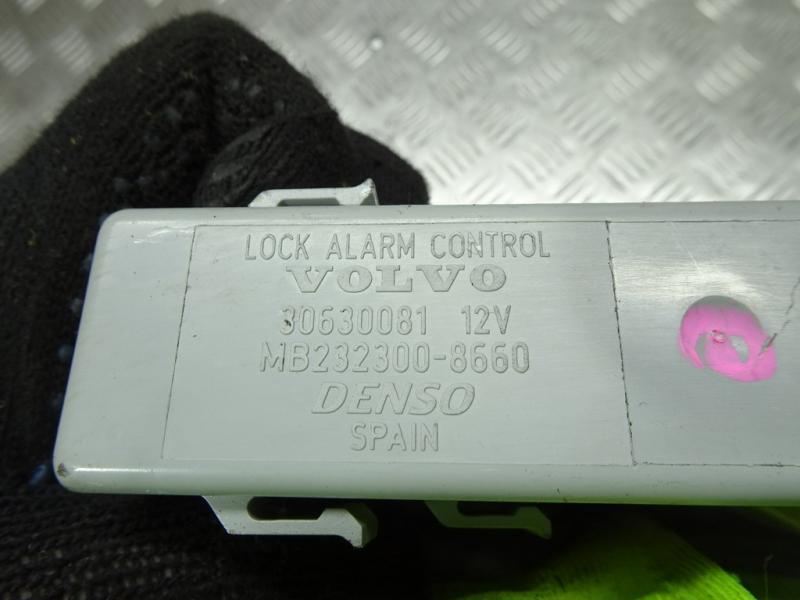 LOCK ALARM CONTROL
VOLVO
30630081 12V
MB232300-8660
DENSO
SPAIN